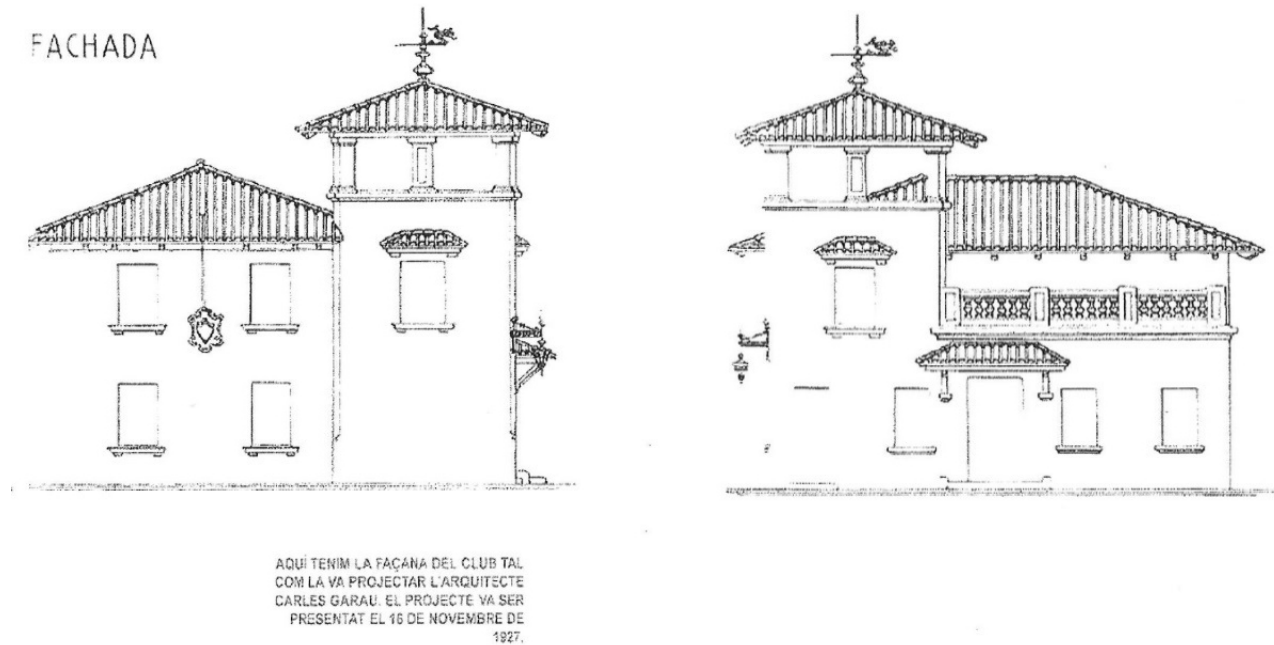 FACHADA
AQUÍ TENIM LA FAÇANA DEL CLUB TAL
COM LA VA PROJECTAR L'ARQUITECTE
CARLES GARAU. EL PROJECTE VA SER
PRESENTAT EL 16 DE NOVEMBRE DE
1927.